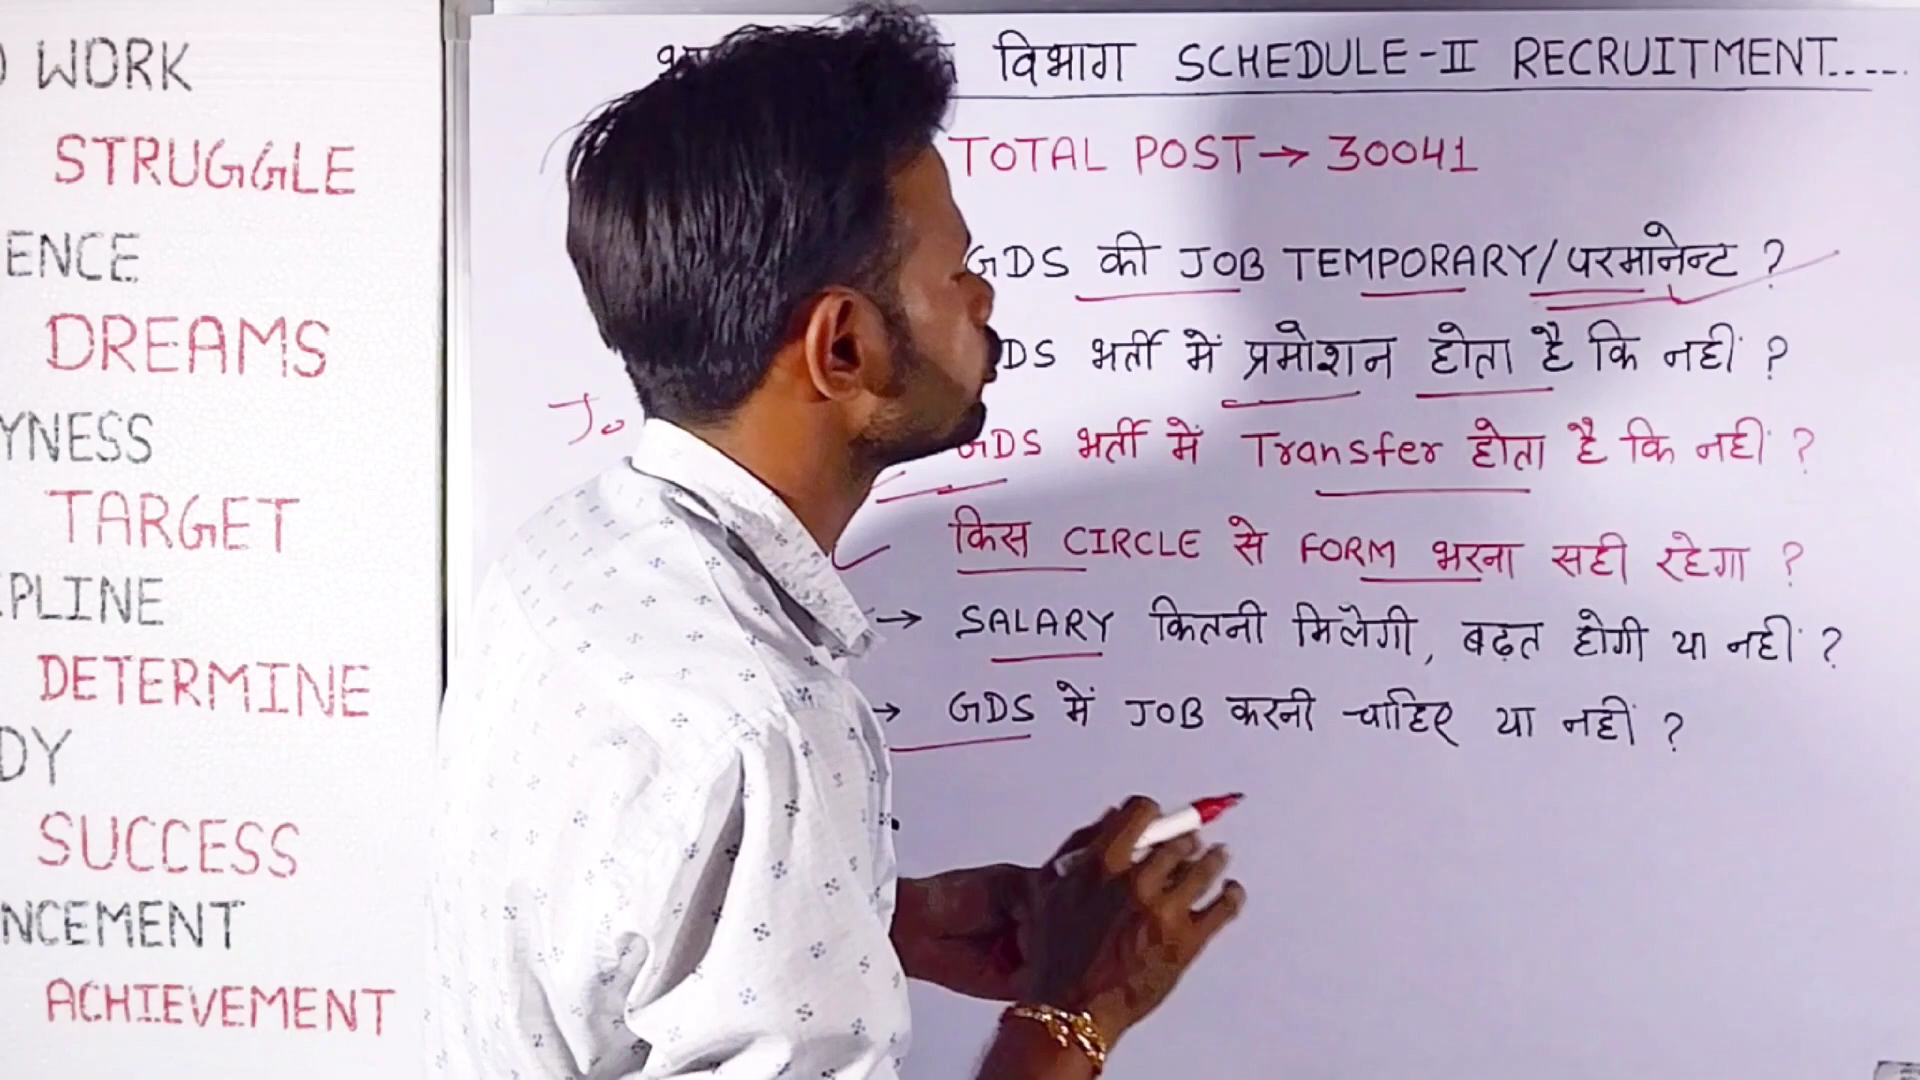 WORK
STRUGGLE
ENCE
DREAMS
YNESS
TARGET
PLINE
DETERMINE
DY
SUCCESS
NCEMENT
ACHIEVEMENT
विभाग SCHEDULE-II RECRUITMENT.....
TOTAL POST→ 30041
GDS की JOB TEMPORARY/परमानेन्ट ?
DS भर्ती में प्रमोशन होता है कि नहीं ?
GDS भर्ती में Transfer होता है कि नहीं ?
किस CIRCLE से FORM भरना सही रहेगा ?
→ SALARY कितनी मिलेगी, बढ़त होगी या नहीं ?
→ GDS में JOB करनी चाहिए या नहीं ?
Jo